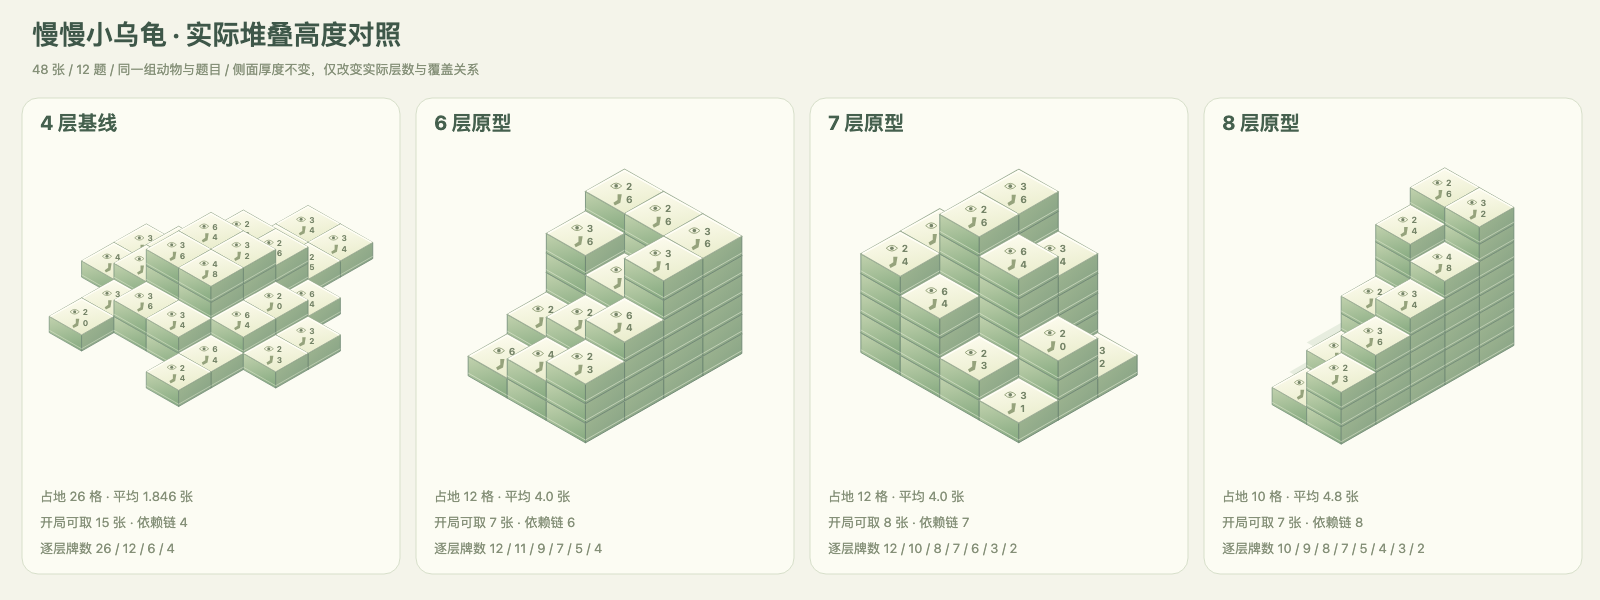 慢慢小乌龟 · 实际堆叠高度对照
48 张 / 12 题 / 同一组动物与题目 / 侧面厚度不变，仅改变实际层数与覆盖关系
4 层基线
占地 26 格 · 平均 1.846 张
开局可取 15 张 · 依赖链 4
逐层牌数 26 / 12 / 6 / 4
6 层原型
占地 12 格 · 平均 4.0 张
开局可取 7 张 · 依赖链 6
逐层牌数 12 / 11 / 9 / 7 / 5 / 4
7 层原型
占地 12 格 · 平均 4.0 张
开局可取 8 张 · 依赖链 7
逐层牌数 12 / 10 / 8 / 7 / 6 / 3 / 2
8 层原型
占地 10 格 · 平均 4.8 张
开局可取 7 张 · 依赖链 8
逐层牌数 10 / 9 / 8 / 7 / 5 / 4 / 3 / 2